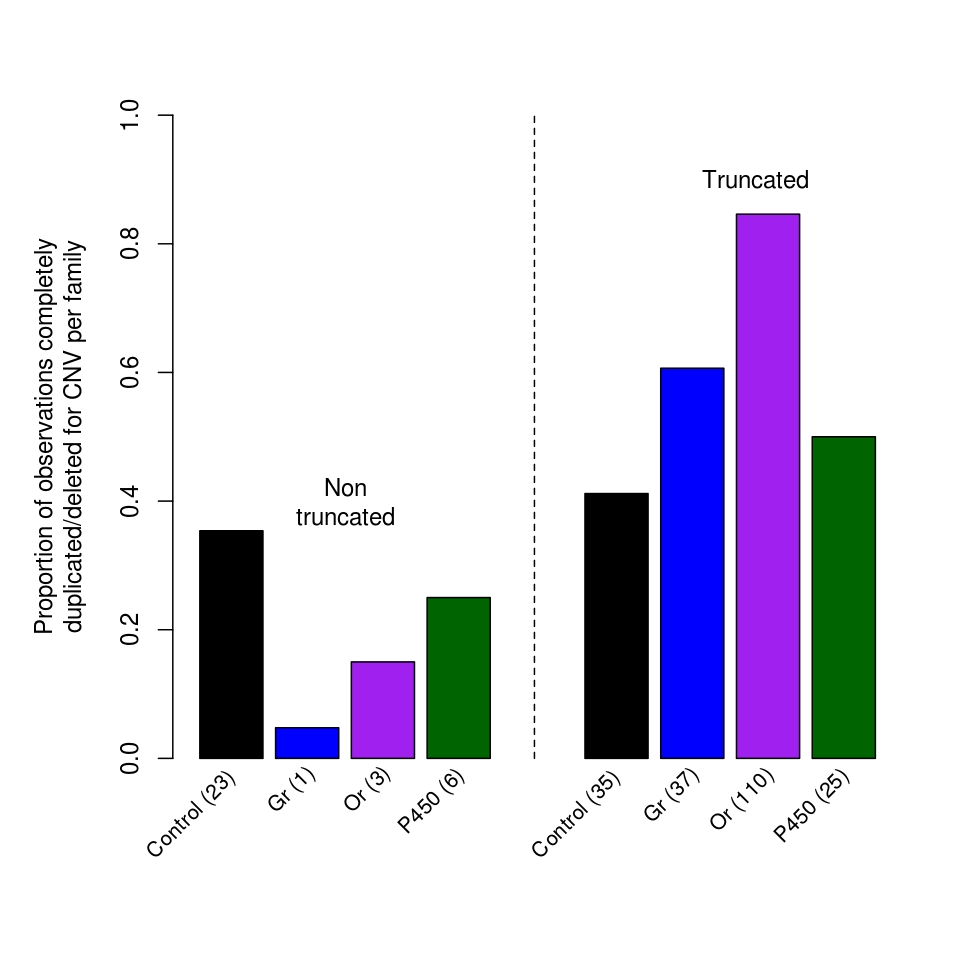 Proportion of observations completely
duplicated/deleted for CNV per family
1.0
0.8
0.6
0.4
0.2
0.0
Non
truncated
Truncated
Control (23)
Gr (1)
Or (3)
P450 (6)
Control (35)
Gr (37)
Or (110)
P450 (25)